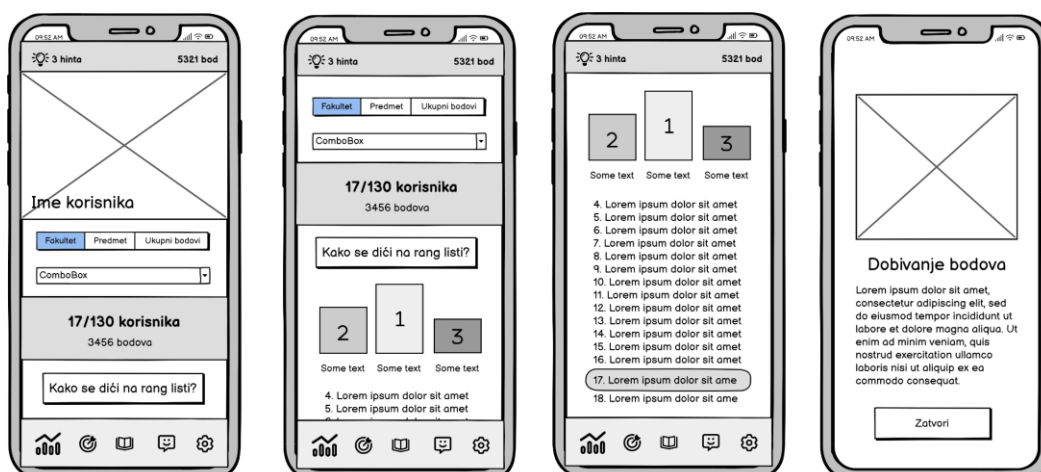 09:52 AM
3 hinta
5321 bod
Ime korisnika
Fakultet
Predmet
Ukupni bodovi
ComboBox
17/130 korisnika
3456 bodova
Kako se dići na rang listi?
09:52 AM
3 hinta
5321 bod
Fakultet
Predmet
Ukupni bodovi
ComboBox
17/130 korisnika
3456 bodova
Kako se dići na rang listi?
2
1
3
Some text
Some text
Some text
4. Lorem ipsum dolor sit amet
5. Lorem ipsum dolor sit amet
09:52 AM
3 hinta
5321 bod
2
1
3
Some text
Some text
Some text
4. Lorem ipsum dolor sit amet
5. Lorem ipsum dolor sit amet
6. Lorem ipsum dolor sit amet
7. Lorem ipsum dolor sit amet
8. Lorem ipsum dolor sit amet
9. Lorem ipsum dolor sit amet
10. Lorem ipsum dolor sit amet
11. Lorem ipsum dolor sit amet
12. Lorem ipsum dolor sit amet
13. Lorem ipsum dolor sit amet
14. Lorem ipsum dolor sit amet
15. Lorem ipsum dolor sit amet
16. Lorem ipsum dolor sit amet
17. Lorem ipsum dolor sit ame
18. Lorem ipsum dolor sit ame
09:52 AM
Dobivanje bodova
Lorem ipsum dolor sit amet,
consectetur adipiscing elit, sed
do eiusmod tempor incididunt ut
labore et dolore magna aliqua. Ut
enim ad minim veniam, quis
nostrud exercitation ullamco
laboris nisi ut aliquip ex ea
commodo consequat.
Zatvori